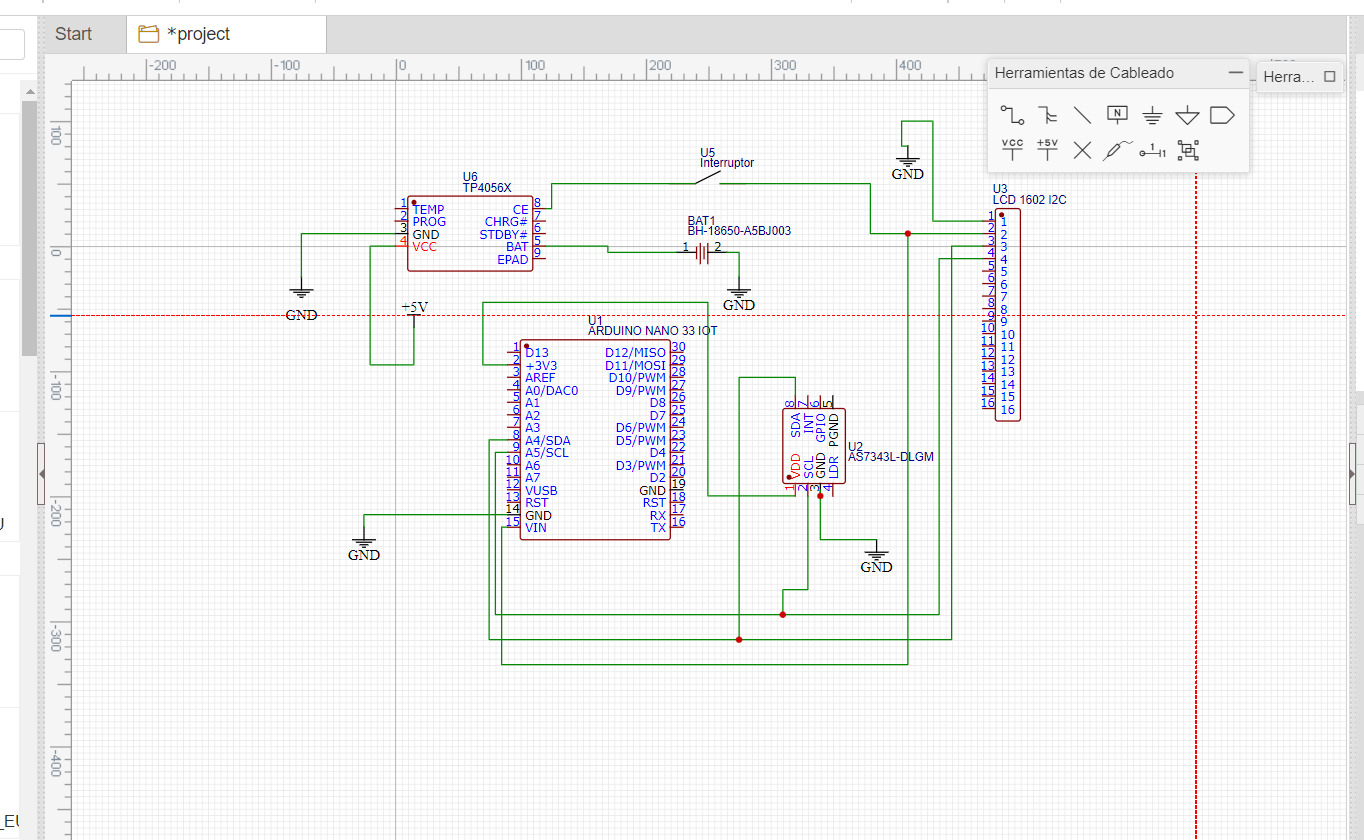 Start
*project
-200
-100
0
100
200
300
400
Herramientas de Cableado
Herra...
N
VCC
+5V
100
0
-100
-200
-300
-400
GND
U5
Interruptor
U6
TP4056X
1 TEMP
2 PROG
3 GND
4 VCC
CE 8
CHRG# 7
STDBY# 6
BAT 5
EPAD 9
BAT1
BH-18650-A5BJ003
1 2
GND
GND
+5V
U3
LCD 1602 I2C
1 1
2 2
3 3
4 4
5 5
6 6
7 7
8 8
9 9
10 10
11 11
12 12
13 13
14 14
15 15
16 16
U1
ARDUINO NANO 33 IOT
1 D13
2 +3V3
3 AREF
4 A0/DAC0
5 A1
6 A2
7 A3
8 A4/SDA
9 A5/SCL
10 A6
11 A7
12 VUSB
13 RST
14 GND
15 VIN
D12/MISO 30
D11/MOSI 29
D10/PWM 28
D9/PWM 27
D8 26
D7 25
D6/PWM 24
D5/PWM 23
D4 22
D3/PWM 21
D2 20
GND 19
RST 18
RX 17
TX 16
8 7 6 5
SDA INT GPIO PGND
VDD SCL GND LDR
1 2 3 4
U2
AS7343L-DLGM
GND
GND
U
_EU